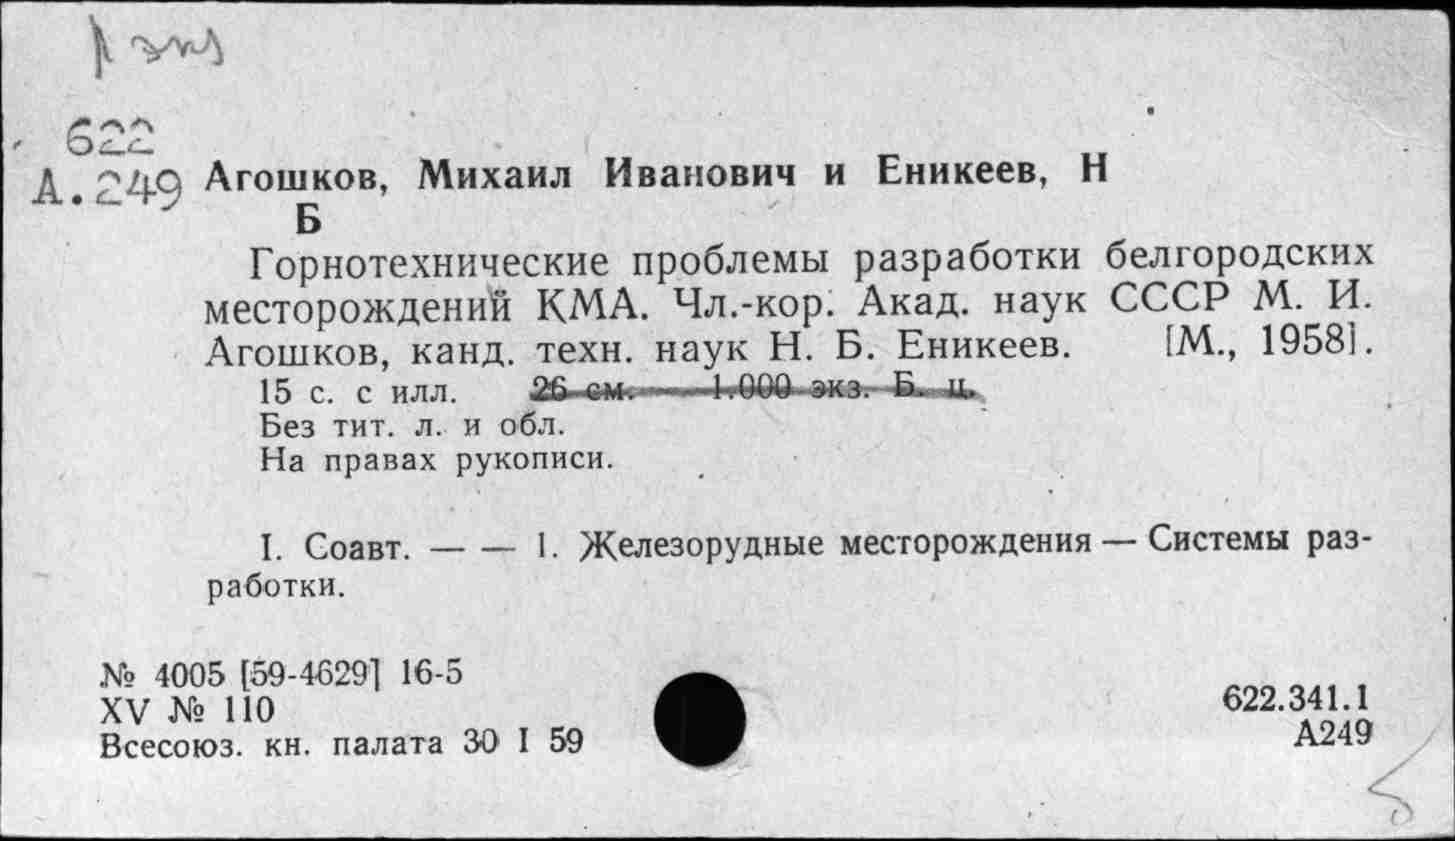 622
А.249 Агошков, Михаил Иванович и Еникеев, Н
Б
Горнотехнические проблемы разработки белгородских
месторождений КМА. Чл.-кор. Акад. наук СССР М. И.
Агошков, канд. техн. наук Н. Б. Еникеев. [М., 1958].
15 с. с илл. 26 см. — 1.000 экз. Б. ц.
Без тит. л. и обл.
На правах рукописи.
I. Соавт. — — 1. Железорудные месторождения — Системы раз-
работки.
№ 4005 [59-4629] 16-5
XV № 110
Всесоюз. кн. палата 30 I 59
622.341.1
А249